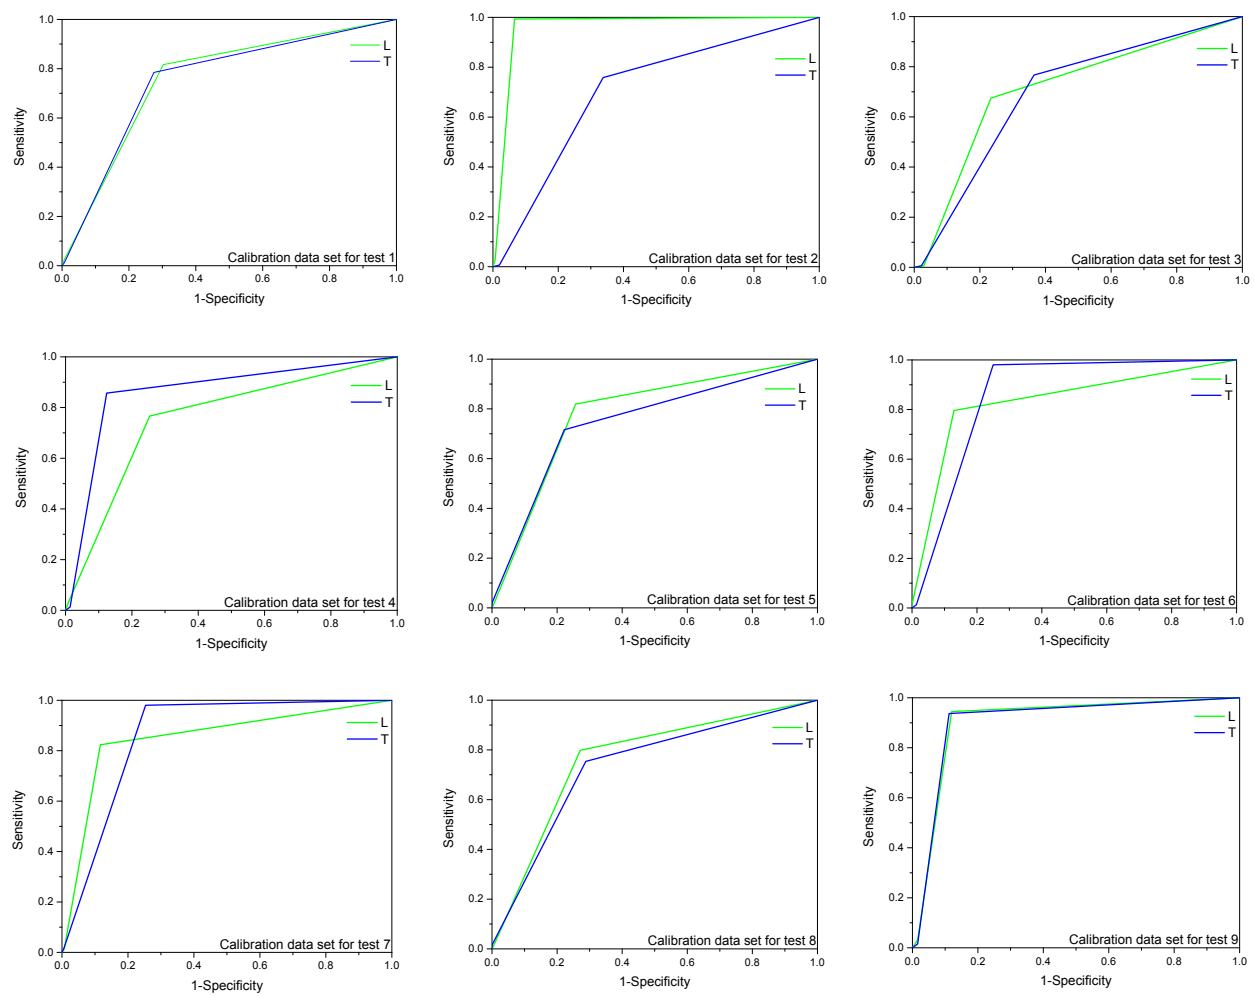 1.0
0.8
0.6
0.4
0.2
0.0
Sensitivity
L
T
Calibration data set for test 1
0.0 0.2 0.4 0.6 0.8 1.0
1-Specificity
1.0
0.8
0.6
0.4
0.2
0.0
Sensitivity
L
T
Calibration data set for test 2
0.0 0.2 0.4 0.6 0.8 1.0
1-Specificity
1.0
0.8
0.6
0.4
0.2
0.0
Sensitivity
L
T
Calibration data set for test 3
0.0 0.2 0.4 0.6 0.8 1.0
1-Specificity
1.0
0.8
0.6
0.4
0.2
0.0
Sensitivity
L
T
Calibration data set for test 4
0.0 0.2 0.4 0.6 0.8 1.0
1-Specificity
1.0
0.8
0.6
0.4
0.2
0.0
Sensitivity
L
T
Calibration data set for test 5
0.0 0.2 0.4 0.6 0.8 1.0
1-Specificity
1.0
0.8
0.6
0.4
0.2
0.0
Sensitivity
L
T
Calibration data set for test 6
0.0 0.2 0.4 0.6 0.8 1.0
1-Specificity
1.0
0.8
0.6
0.4
0.2
0.0
Sensitivity
L
T
Calibration data set for test 7
0.0 0.2 0.4 0.6 0.8 1.0
1-Specificity
1.0
0.8
0.6
0.4
0.2
0.0
Sensitivity
L
T
Calibration data set for test 8
0.0 0.2 0.4 0.6 0.8 1.0
1-Specificity
1.0
0.8
0.6
0.4
0.2
0.0
Sensitivity
L
T
Calibration data set for test 9
0.0 0.2 0.4 0.6 0.8 1.0
1-Specificity